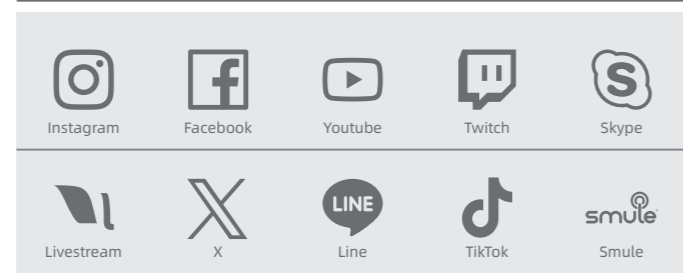 Instagram Facebook Youtube Twitch Skype
LINE smule
Livestream X Line TikTok Smule